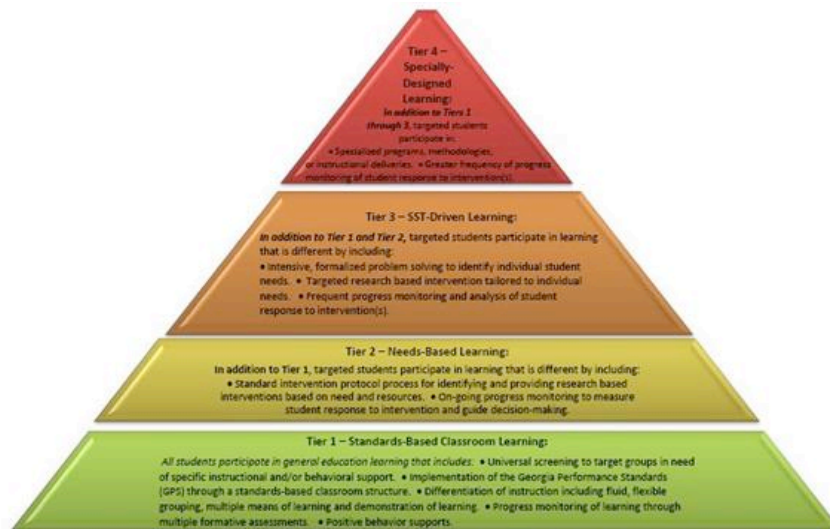 Tier 4 –
Specially-
Designed
Learning:
In addition to Tiers 1
through 3, targeted students
participate in:
• Specialized programs, methodologies,
or instructional deliveries. • Greater frequency of progress
monitoring of student response to intervention(s).
Tier 3 – SST-Driven Learning:
In addition to Tier 1 and Tier 2, targeted students participate in learning
that is different by including:
• Intensive, formalized problem solving to identify individual student
needs. • Targeted research based intervention tailored to individual
needs. • Frequent progress monitoring and analysis of student
response to intervention(s).
Tier 2 – Needs-Based Learning:
In addition to Tier 1, targeted students participate in learning that is different by including:
• Standard intervention protocol process for identifying and providing research based
interventions based on need and resources. • On-going progress monitoring to measure
student response to intervention and guide decision-making.
Tier 1 – Standards-Based Classroom Learning:
All students participate in general education learning that includes: • Universal screening to target groups in need
of specific instructional and/or behavioral support. • Implementation of the Georgia Performance Standards
(GPS) through a standards-based classroom structure. • Differentiation of instruction including fluid, flexible
grouping, multiple means of learning and demonstration of learning. • Progress monitoring of learning through
multiple formative assessments. • Positive behavior supports.